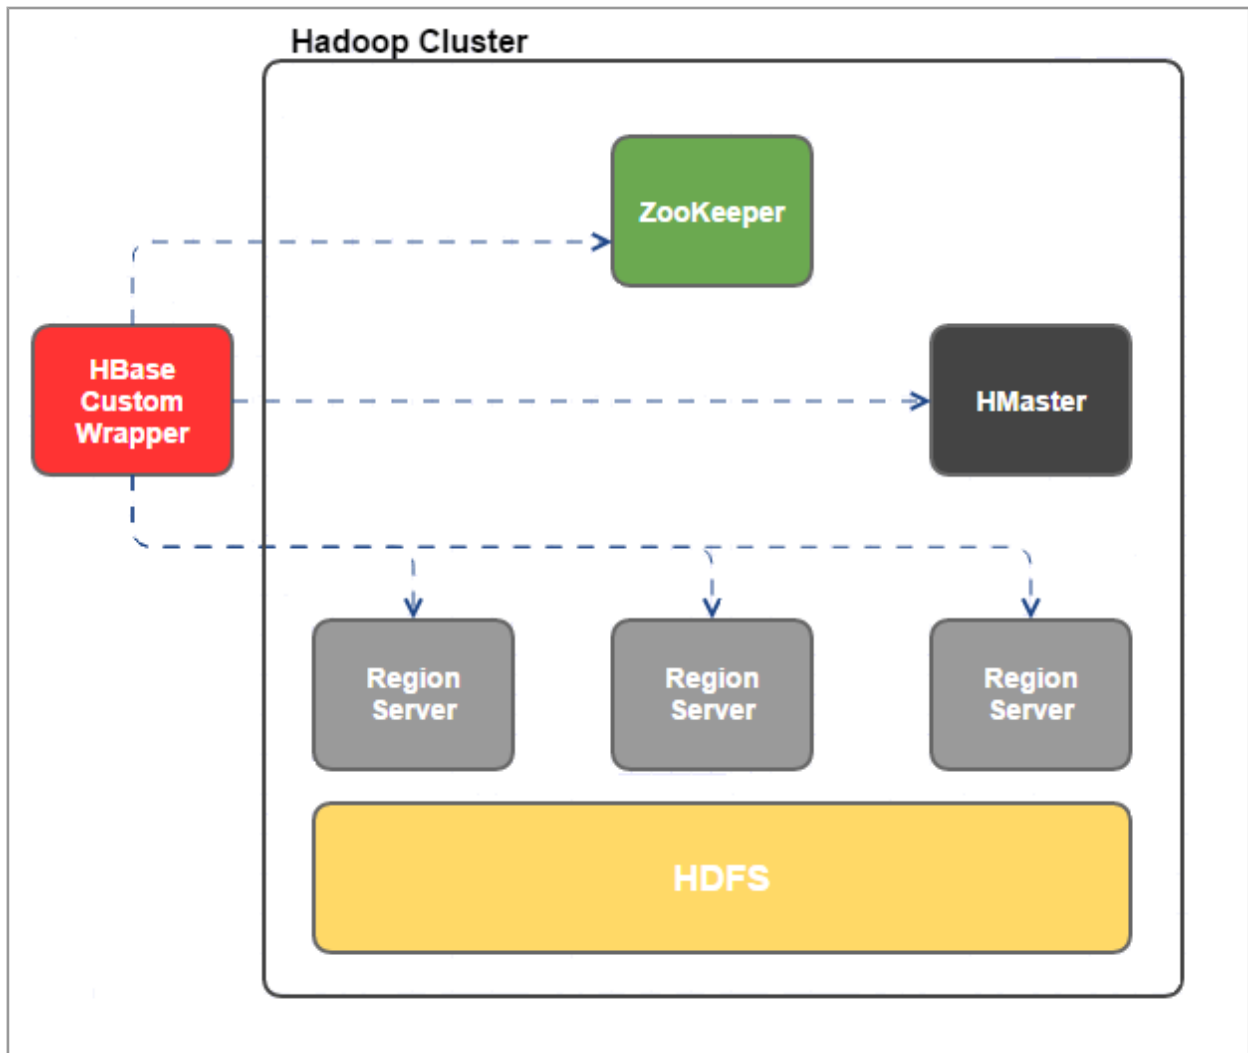 Hadoop Cluster
ZooKeeper
HBase
Custom
Wrapper
HMaster
Region
Server
Region
Server
Region
Server
HDFS